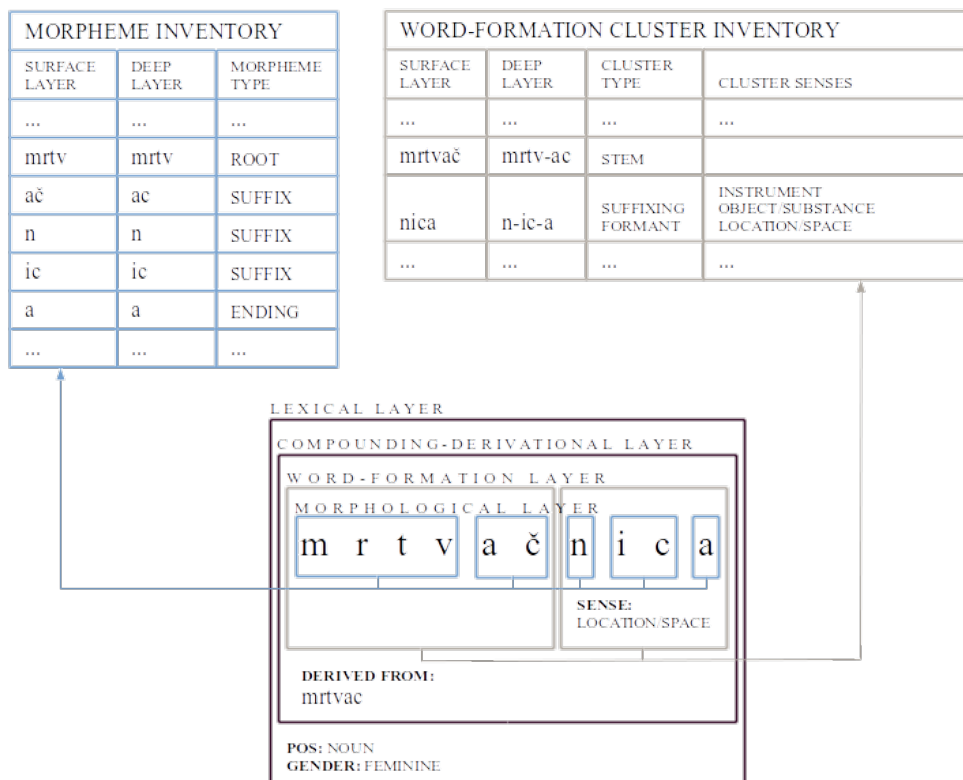 MORPHEME INVENTORY
SURFACE LAYER
DEEP LAYER
MORPHEME TYPE
... ... ...
mrtv mrtv ROOT
ač ac SUFFIX
n n SUFFIX
ic ic SUFFIX
a a ENDING
... ... ...
WORD-FORMATION CLUSTER INVENTORY
SURFACE LAYER
DEEP LAYER
CLUSTER TYPE
CLUSTER SENSES
... ... ... ...
mrtvač mrtv-ac STEM
nica n-ic-a
SUFFIXING
FORMANT
INSTRUMENT
OBJECT/SUBSTANCE
LOCATION/SPACE
... ... ... ...
LEXICAL LAYER
COMPOUNDING-DERIVATIONAL LAYER
WORD-FORMATION LAYER
MORPHOLOGICAL LAYER
m r t v a č n i c a
SENSE:
LOCATION/SPACE
DERIVED FROM:
mrtvac
POS: NOUN
GENDER: FEMININE